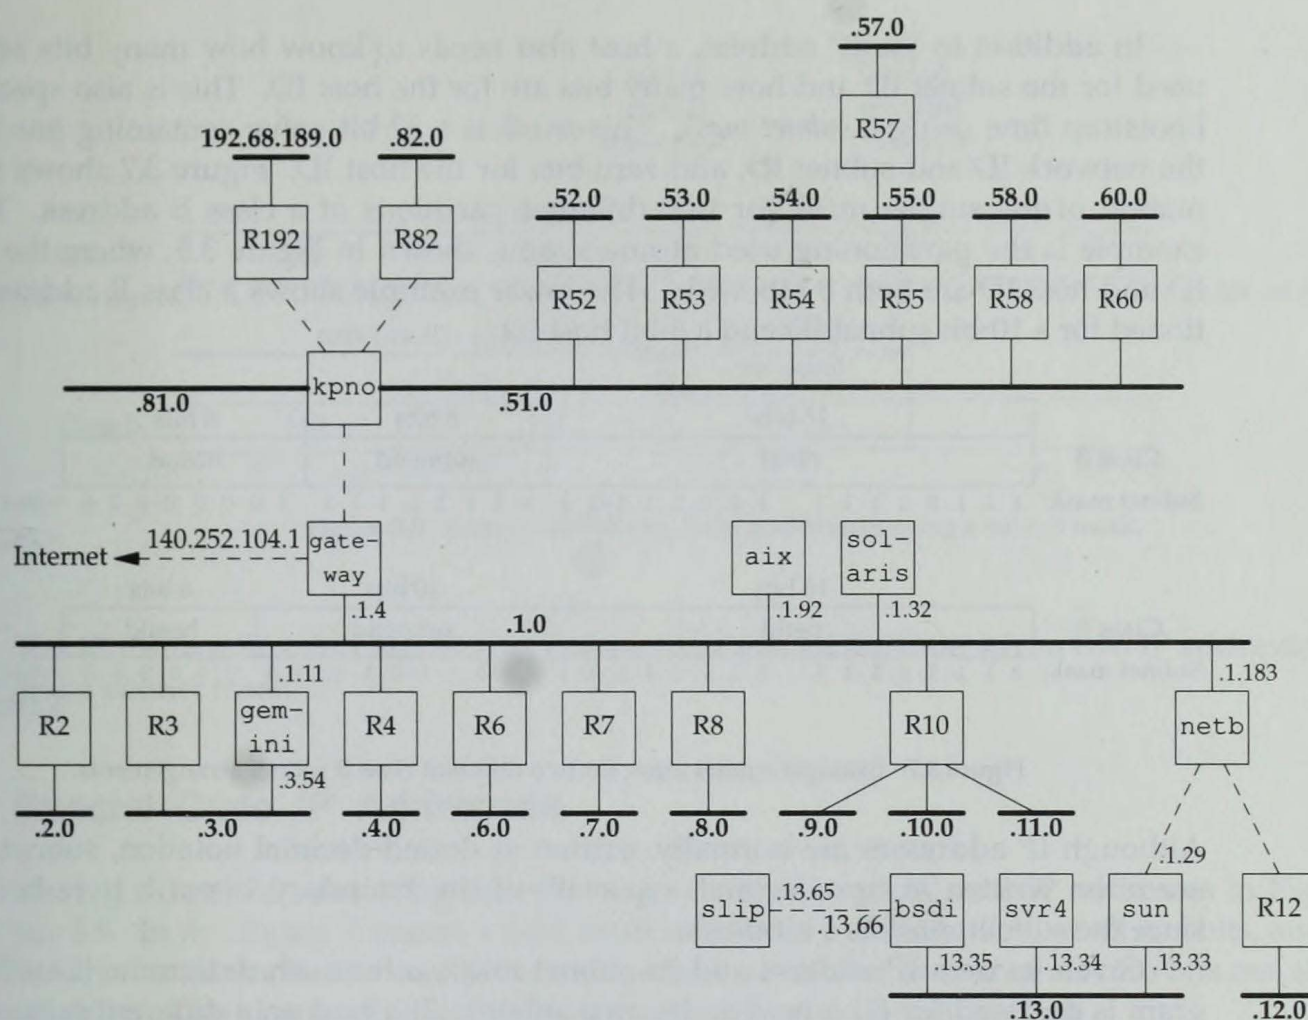 .57.0
R57
192.68.189.0 .82.0
.52.0 .53.0 .54.0 .55.0 .58.0 .60.0
R192 R82
R52 R53 R54 R55 R58 R60
kpno
.81.0 .51.0
Internet 140.252.104.1
gate-
way
aix
sol-
aris
.1.4 .1.0 .1.92 .1.32
.1.11 .1.183
R2 R3
gem-
ini
R4 R6 R7 R8 R10 netb
.3.54
.2.0 .3.0 .4.0 .6.0 .7.0 .8.0 .9.0 .10.0 .11.0
.1.29
slip .13.65
.13.66 bsdi svr4 sun R12
.13.35 .13.34 .13.33
.13.0 .12.0